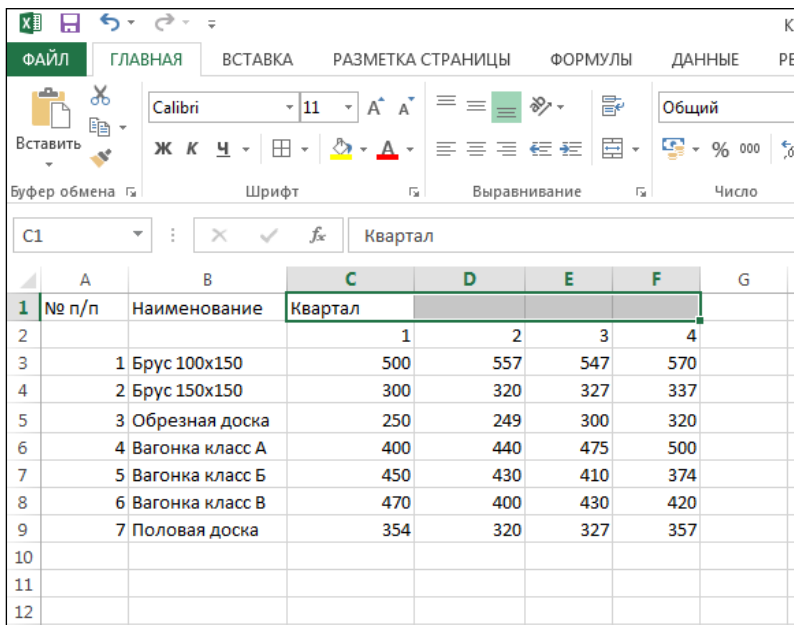 К
ФАЙЛ ГЛАВНАЯ ВСТАВКА РАЗМЕТКА СТРАНИЦЫ ФОРМУЛЫ ДАННЫЕ РЕ
Вставить Calibri 11 А А Общий
Ж К Ч А % 000
Буфер обмена Шрифт Выравнивание Число
C1 fx Квартал
A B C D E F G
1 № п/п Наименование Квартал
2 1 2 3 4
3 1 Брус 100х150 500 557 547 570
4 2 Брус 150х150 300 320 327 337
5 3 Обрезная доска 250 249 300 320
6 4 Вагонка класс А 400 440 475 500
7 5 Вагонка класс Б 450 430 410 374
8 6 Вагонка класс В 470 400 430 420
9 7 Половая доска 354 320 327 357
10
11
12